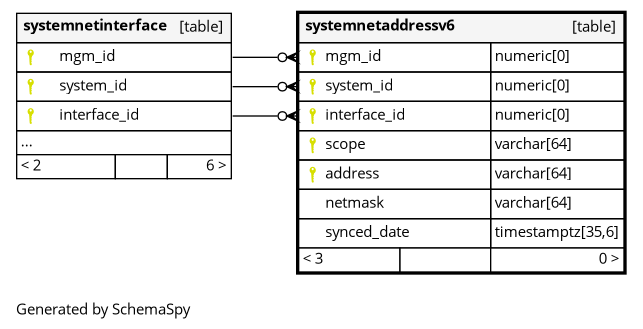 systemnetinterface [table]
mgm_id
system_id
interface_id
...
< 2 6 >
systemnetaddressv6 [table]
mgm_id numeric[0]
system_id numeric[0]
interface_id numeric[0]
scope varchar[64]
address varchar[64]
netmask varchar[64]
synced_date timestamptz[35,6]
< 3 0 >
Generated by SchemaSpy